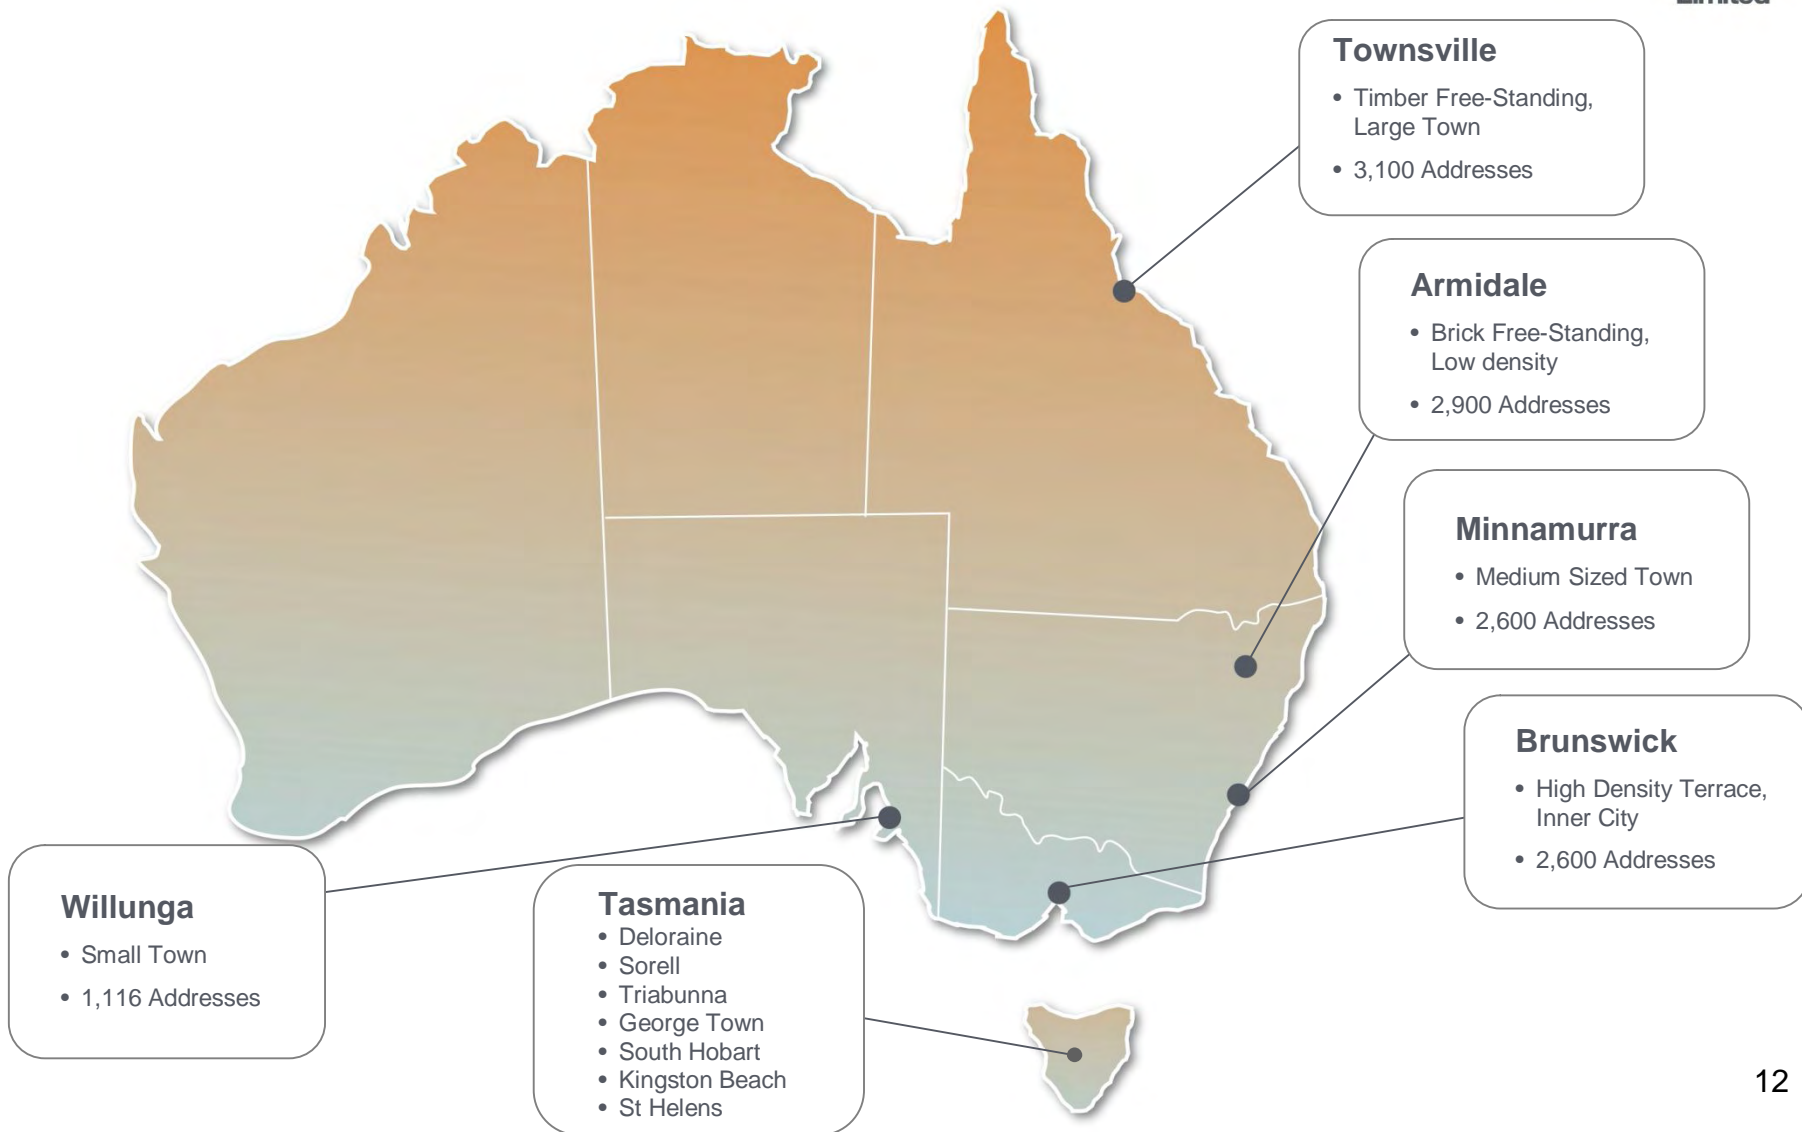 Limited
Townsville
• Timber Free-Standing,
Large Town
• 3,100 Addresses
Armidale
• Brick Free-Standing,
Low density
• 2,900 Addresses
Minnamurra
• Medium Sized Town
• 2,600 Addresses
Brunswick
• High Density Terrace,
Inner City
• 2,600 Addresses
Willunga
• Small Town
• 1,116 Addresses
Tasmania
• Deloraine
• Sorell
• Triabunna
• George Town
• South Hobart
• Kingston Beach
• St Helens
12